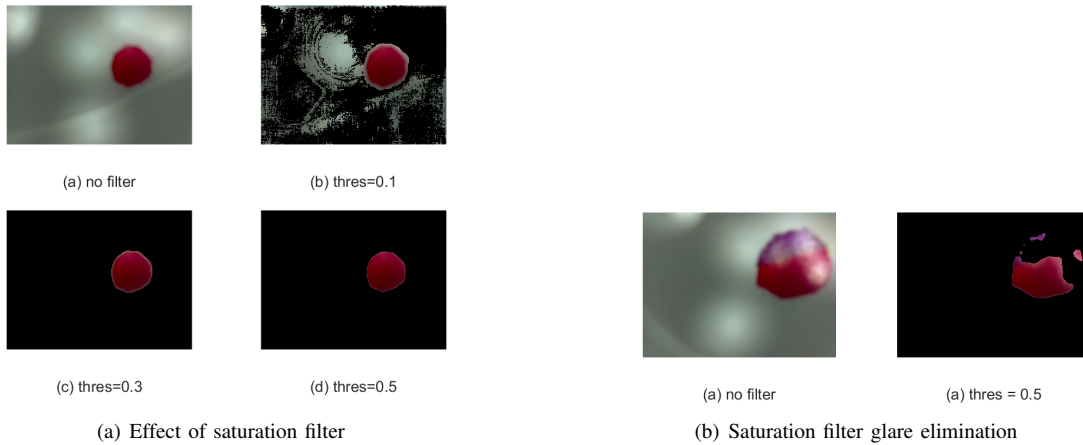 (a) no filter
(b) thres=0.1
(c) thres=0.3
(d) thres=0.5
(a) Effect of saturation filter
(a) no filter
(a) thres = 0.5
(b) Saturation filter glare elimination